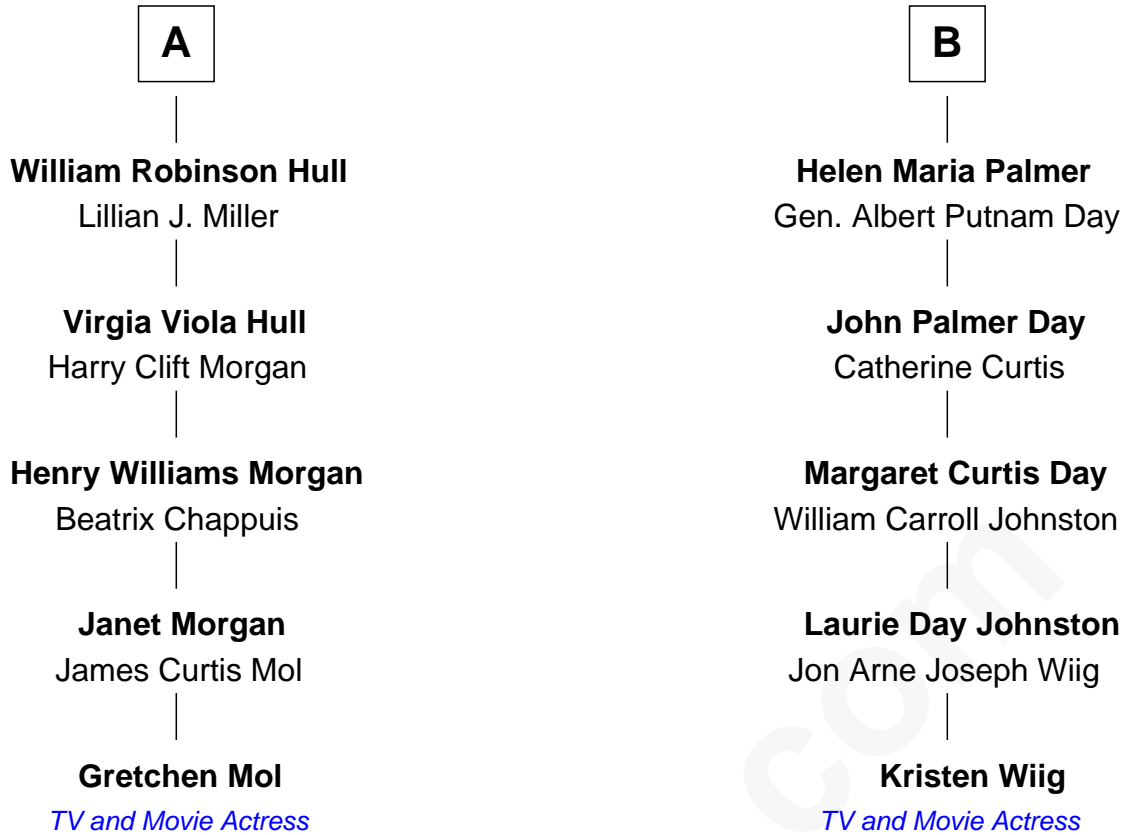 A
William Robinson Hull
Lillian J. Miller
Virgia Viola Hull
Harry Clift Morgan
Henry Williams Morgan
Beatrix Chappuis
Janet Morgan
James Curtis Mol
Gretchen Mol
TV and Movie Actress
B
Helen Maria Palmer
Gen. Albert Putnam Day
John Palmer Day
Catherine Curtis
Margaret Curtis Day
William Carroll Johnston
Laurie Day Johnston
Jon Arne Joseph Wiig
Kristen Wiig
TV and Movie Actress
com